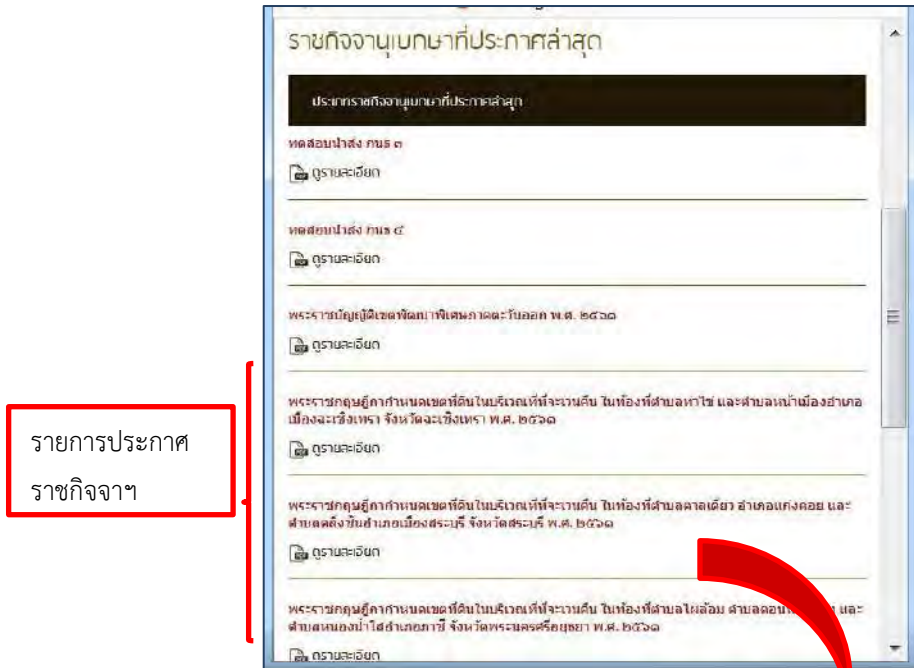 ราชกิจจานุเบกษาที่ประกาศล่าสุด
ประเภทราชกิจจานุเบกษาที่ประกาศล่าสุด
ทดสอบนำส่ง กนธ ๓
ดูรายละเอียด
ทดสอบนำส่ง กนธ ๔
ดูรายละเอียด
พระราชบัญญัติเขตพัฒนาพิเศษภาคตะวันออก พ.ศ. ๒๕๖๑
ดูรายละเอียด
พระราชกฤษฎีกากำหนดเขตที่ดินในบริเวณที่ที่จะเวนคืน ในท้องที่ตำบลท่าไข่ และตำบลหน้าเมืองอำเภอ
เมืองฉะเชิงเทรา จังหวัดฉะเชิงเทรา พ.ศ. ๒๕๖๑
ดูรายละเอียด
รายการประกาศ
ราชกิจจาฯ
พระราชกฤษฎีกากำหนดเขตที่ดินในบริเวณที่ที่จะเวนคืน ในท้องที่ตำบลตาลเดี่ยว อำเภอแก่งคอย และ
ตำบลตลิ่งชันอำเภอเมืองสระบุรี จังหวัดสระบุรี พ.ศ. ๒๕๖๑
ดูรายละเอียด
พระราชกฤษฎีกากำหนดเขตที่ดินในบริเวณที่ที่จะเวนคืน ในท้องที่ตำบลไผ่ล้อม ตำบล และ
ตำบลหนองน้ำใสอำเภอภาชี จังหวัดพระนครศรีอยุธยา พ.ศ. ๒๕๖๑
ดูรายละเอียด